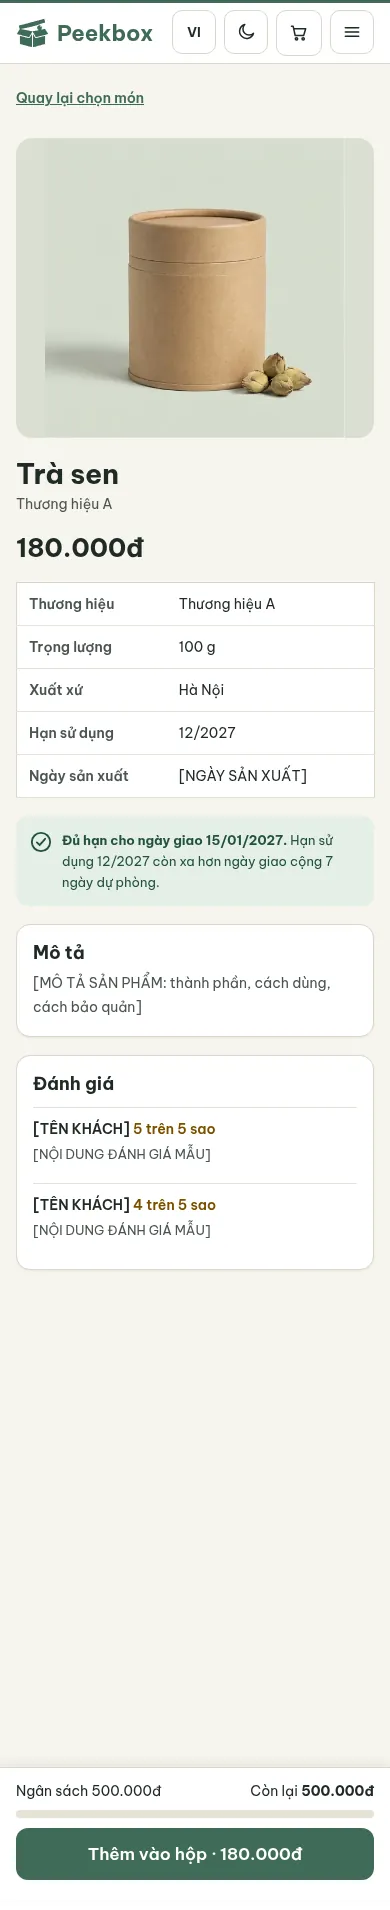 Peekbox VI
Quay lại chọn món
Trà sen
Thương hiệu A
180.000đ
Thương hiệu Thương hiệu A
Trọng lượng 100 g
Xuất xứ Hà Nội
Hạn sử dụng 12/2027
Ngày sản xuất [NGÀY SẢN XUẤT]
Đủ hạn cho ngày giao 15/01/2027. Hạn sử
dụng 12/2027 còn xa hơn ngày giao cộng 7
ngày dự phòng.
Mô tả
[MÔ TẢ SẢN PHẨM: thành phần, cách dùng,
cách bảo quản]
Đánh giá
[TÊN KHÁCH] 5 trên 5 sao
[NỘI DUNG ĐÁNH GIÁ MẪU]
[TÊN KHÁCH] 4 trên 5 sao
[NỘI DUNG ĐÁNH GIÁ MẪU]
Ngân sách 500.000đ Còn lại 500.000đ
Thêm vào hộp · 180.000đ